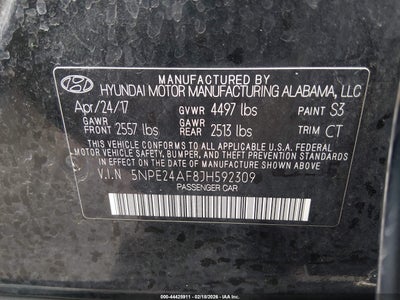 MANUFACTURED BY
HYUNDAI MOTOR MANUFACTURING ALABAMA, LLC
Apr/24/17 GVWR 4497 lbs PAINT S3
GAWR GAWR
FRONT 2557 lbs REAR 2513 lbs TRIM CT
THIS VEHICLE CONFORMS TO ALL APPLICABLE U.S.A. FEDERAL
MOTOR VEHICLE SAFETY, BUMPER, AND THEFT PREVENTION
STANDARDS IN EFFECT ON THE DATE OF MANUFACTURE SHOWN ABOVE.
V.I.N 5NPE24AF8JH592309
PASSENGER CAR
000-44425911 - 02/18/2026 - IAA, Inc.